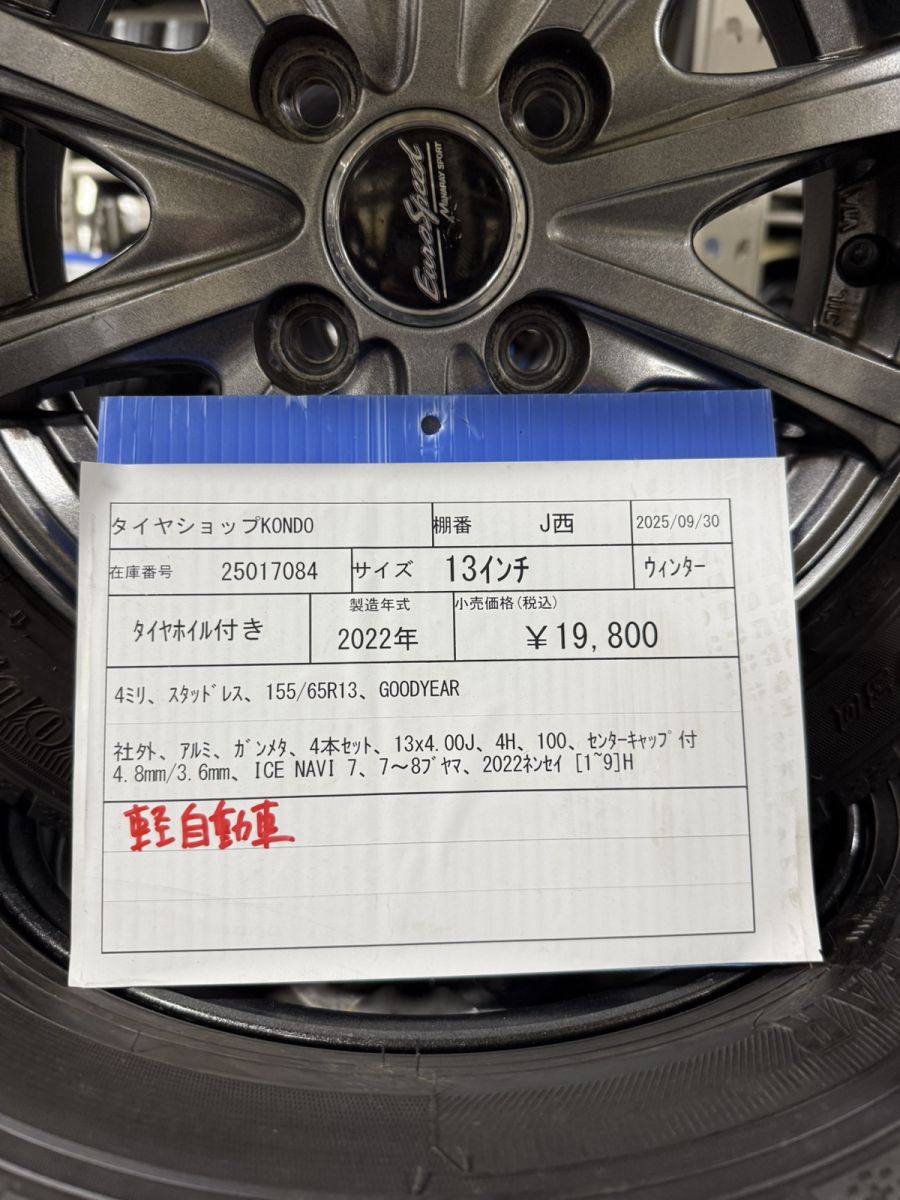 EuroSpeed
MANARAY SPORT
VIA
JWL
タイヤショップKONDO 棚番 J西 2025/09/30
在庫番号 25017084 サイズ 13インチ ウィンター
タイヤホイル付き 製造年式 2022年 小売価格(税込) ¥19,800
4ミリ、スタッドレス、155/65R13、GOODYEAR
社外、アルミ、ガンメタ、4本セット、13x4.00J、4H、100、センターキャップ付
4.8mm/3.6mm、ICE NAVI 7、7〜8ブヤマ、2022ネンセイ [1~9]H
軽自動車